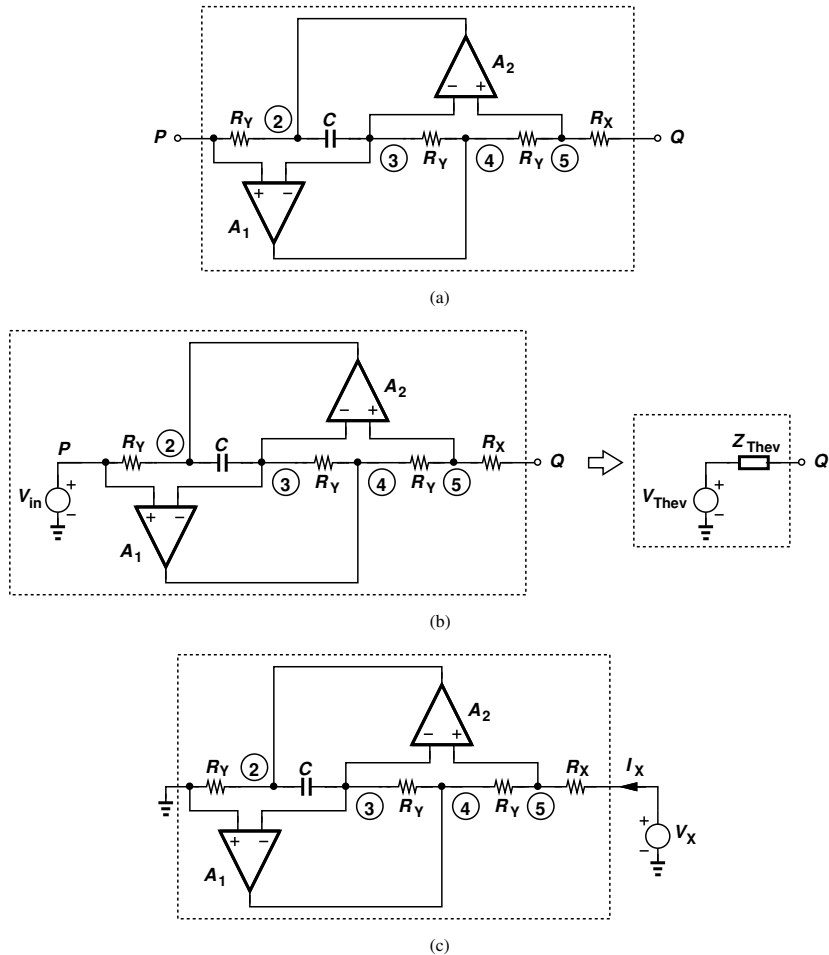 A2
− +
P RY 2 C 3 RY 4 RY 5 RX Q
+ −
A1
(a)
A2
− +
P RY 2 C 3 RY 4 RY 5 RX Q
Vin + − + − A1
ZThev
VThev + − Q
(b)
A2
− +
RY 2 C 3 RY 4 RY 5 RX IX
+ −
A1
+ − VX
(c)